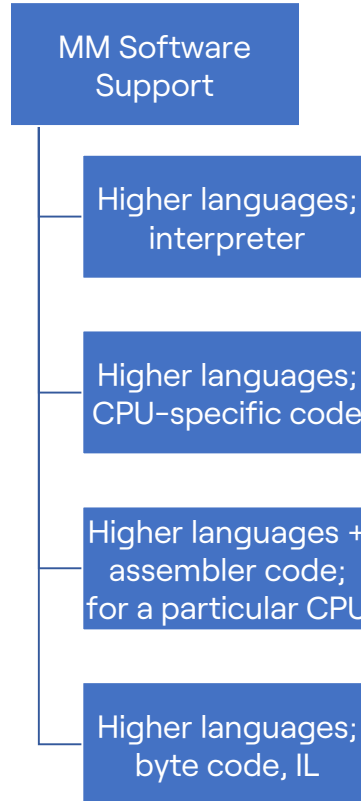 MM Software
Support
Higher languages;
interpreter
Higher languages;
CPU-specific code
Higher languages +
assembler code;
for a particular CPU
Higher languages;
byte code, IL